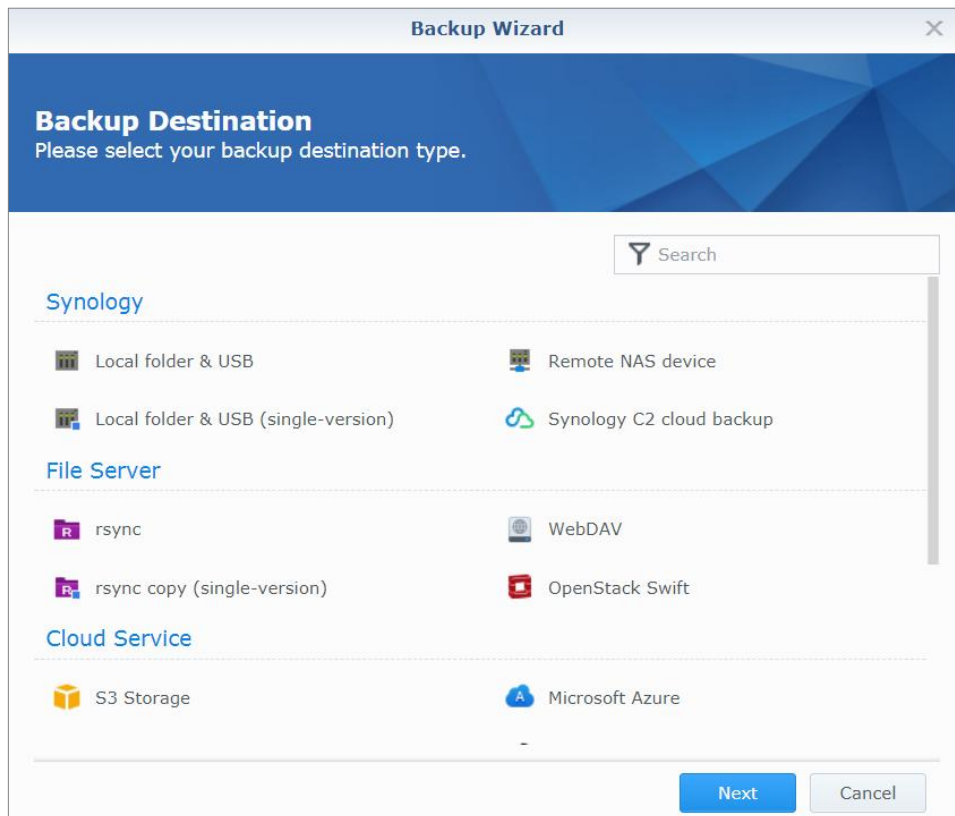 Backup Wizard
Backup Destination
Please select your backup destination type.
Search
Synology
Local folder & USB
Remote NAS device
Local folder & USB (single-version)
Synology C2 cloud backup
File Server
rsync
WebDAV
rsync copy (single-version)
OpenStack Swift
Cloud Service
S3 Storage
Microsoft Azure
Next
Cancel